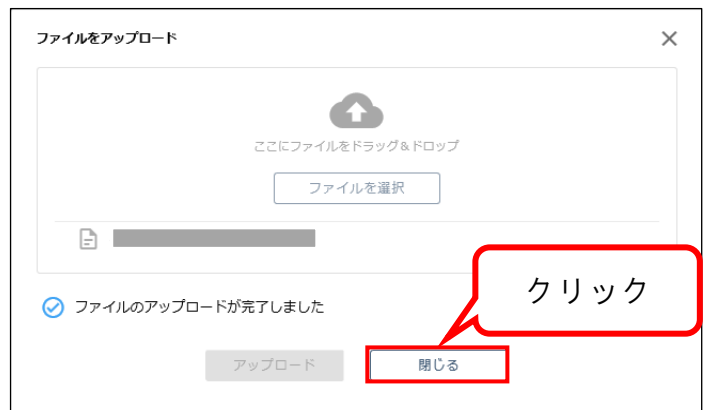 ファイルをアップロード
ここにファイルをドラッグ&ドロップ
ファイルを選択
クリック
ファイルのアップロードが完了しました
アップロード
閉じる